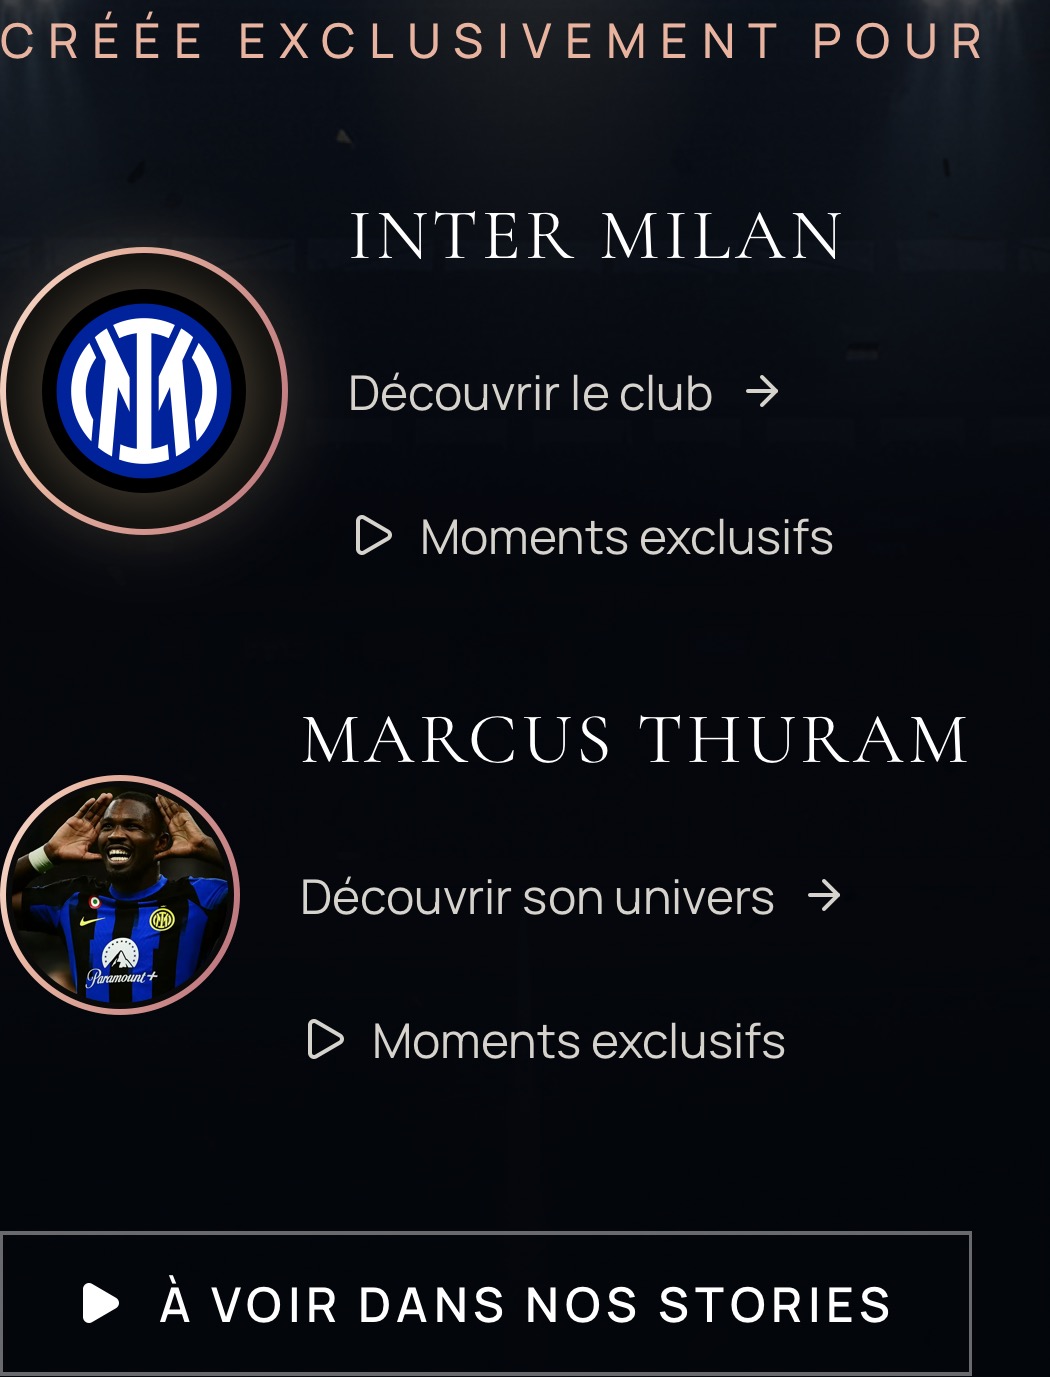 CRÉÉE EXCLUSIVEMENT POUR
INTER MILAN
Découvrir le club
Moments exclusifs
MARCUS THURAM
Découvrir son univers
Paramount+
Moments exclusifs
À VOIR DANS NOS STORIES